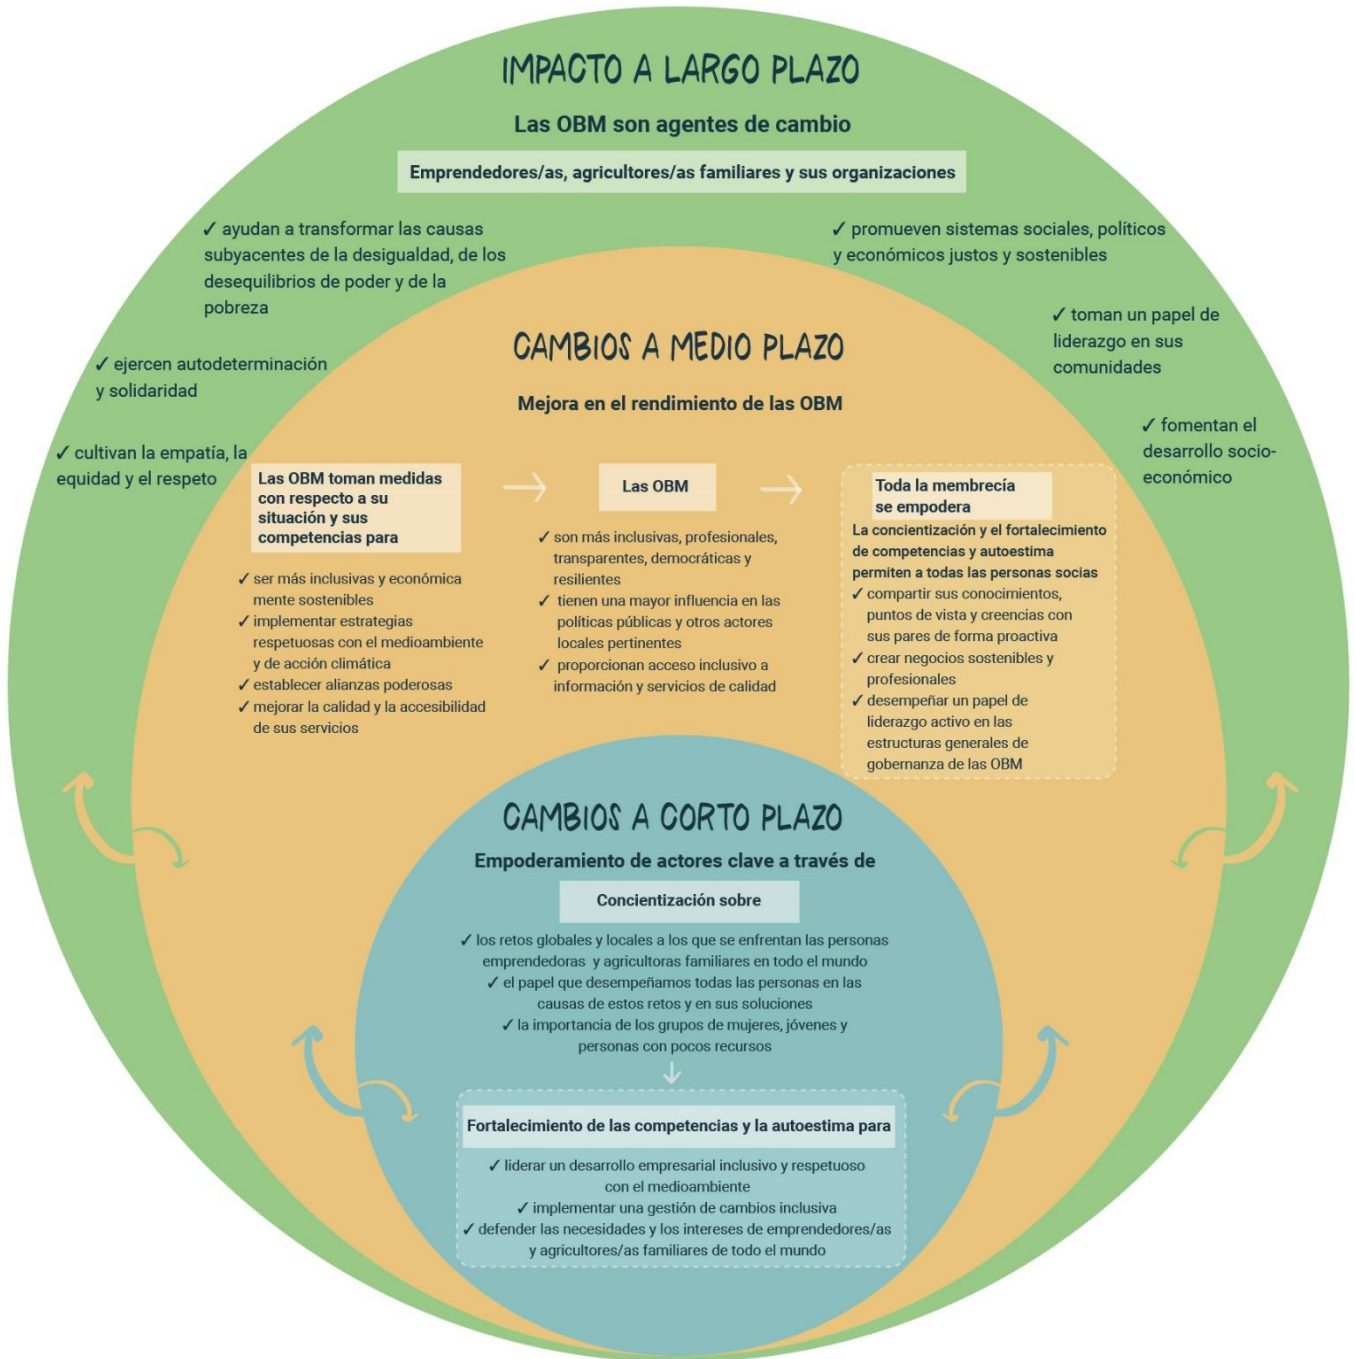 IMPACTO A LARGO PLAZO
Las OBM son agentes de cambio
Emprendedores/as, agricultores/as familiares y sus organizaciones
✓ ayudan a transformar las causas
subyacentes de la desigualdad, de los
desequilibrios de poder y de la
pobreza
✓ ejercen autodeterminación
y solidaridad
✓ cultivan la empatía, la
equidad y el respeto
✓ promueven sistemas sociales, políticos
y económicos justos y sostenibles
✓ toman un papel de
liderazgo en sus
comunidades
✓ fomentan el
desarrollo socio-
económico
CAMBIOS A MEDIO PLAZO
Mejora en el rendimiento de las OBM
Las OBM toman medidas
con respecto a su
situación y sus
competencias para
✓ ser más inclusivas y económica
mente sostenibles
✓ implementar estrategias
respetuosas con el medioambiente
y de acción climática
✓ establecer alianzas poderosas
✓ mejorar la calidad y la accesibilidad
de sus servicios
Las OBM
✓ son más inclusivas, profesionales,
transparentes, democráticas y
resilientes
✓ tienen una mayor influencia en las
políticas públicas y otros actores
locales pertinentes
✓ proporcionan acceso inclusivo a
información y servicios de calidad
Toda la membrecía
se empodera
La concientización y el fortalecimiento
de competencias y autoestima
permiten a todas las personas socias
✓ compartir sus conocimientos,
puntos de vista y creencias con
sus pares de forma proactiva
✓ crear negocios sostenibles y
profesionales
✓ desempeñar un papel de
liderazgo activo en las
estructuras generales de
gobernanza de las OBM
CAMBIOS A CORTO PLAZO
Empoderamiento de actores clave a través de
Concientización sobre
✓ los retos globales y locales a los que se enfrentan las personas
emprendedoras y agricultoras familiares en todo el mundo
✓ el papel que desempeñamos todas las personas en las
causas de estos retos y en sus soluciones
✓ la importancia de los grupos de mujeres, jóvenes y
personas con pocos recursos
Fortalecimiento de las competencias y la autoestima para
✓ liderar un desarrollo empresarial inclusivo y respetuoso
con el medioambiente
✓ implementar una gestión de cambios inclusiva
✓ defender las necesidades y los intereses de emprendedores/as
y agricultores/as familiares de todo el mundo